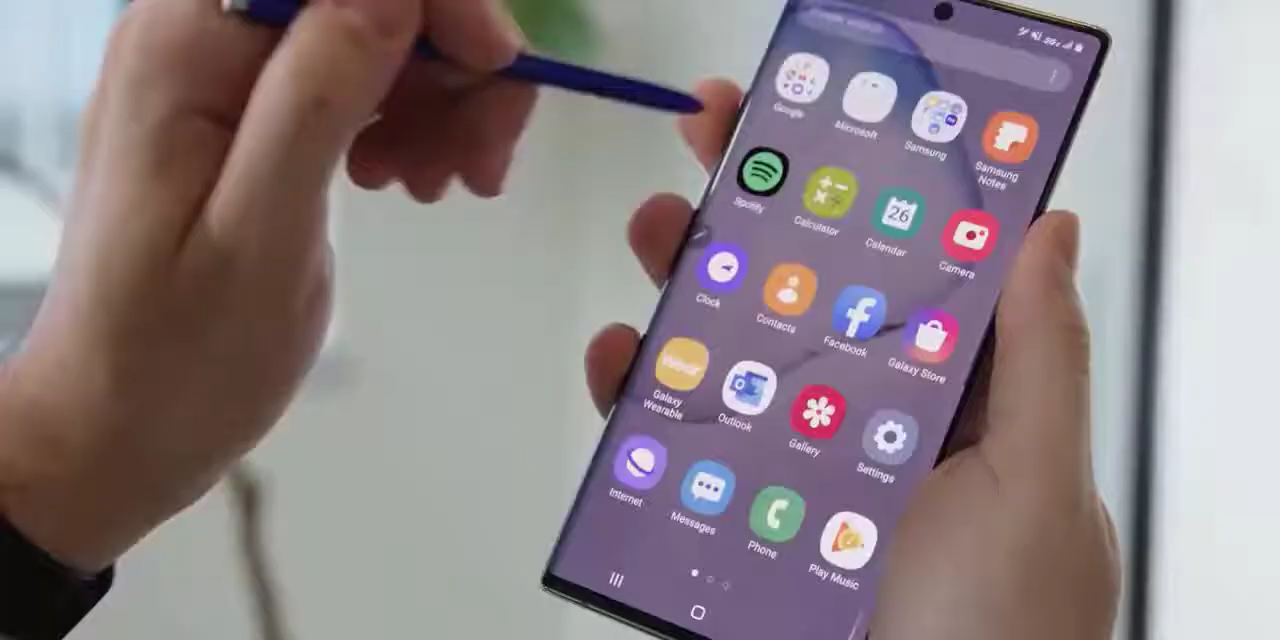 Google
Microsoft
Samsung
Samsung
Notes
Spotify
Calculator
26
Calendar
Camera
Clock
Contacts
Facebook
Galaxy Store
Wear
Galaxy
Wearable
Outlook
Gallery
Settings
Internet
Messages
Phone
Play Music